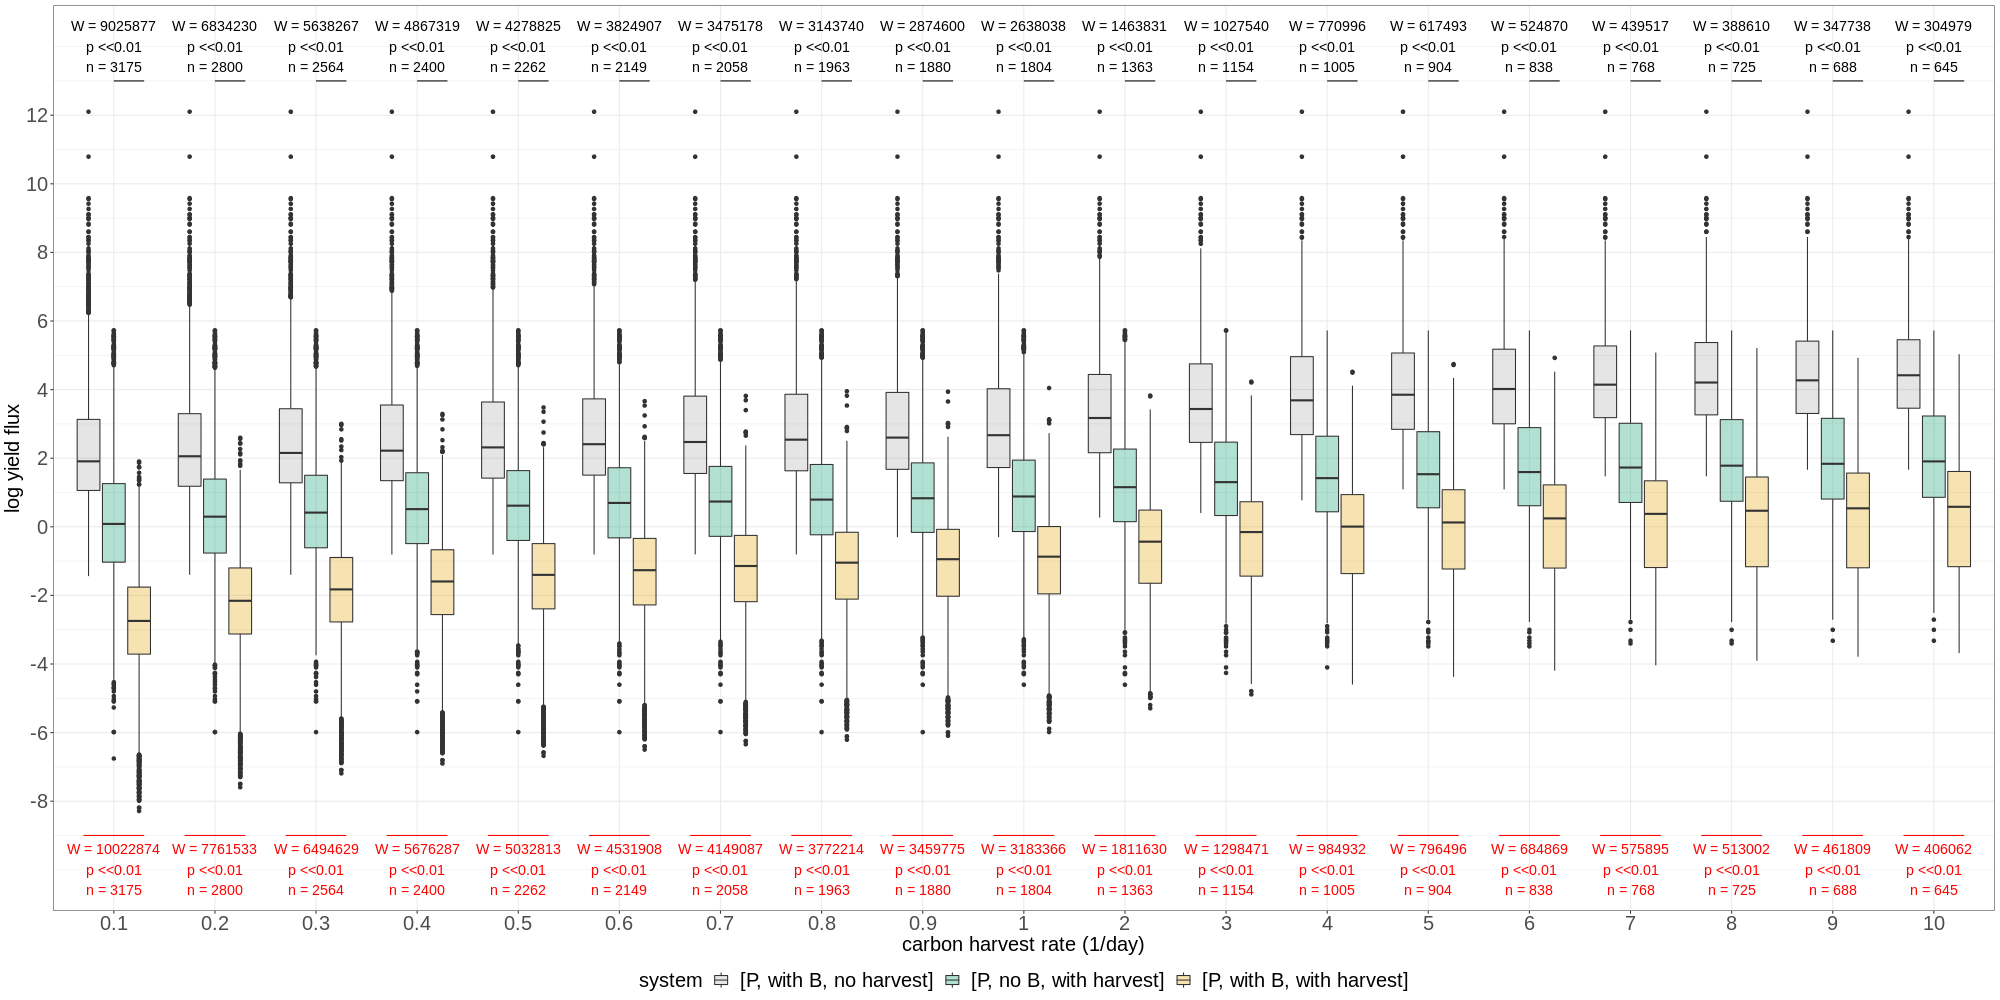 W = 9025877 W = 6834230 W = 5638267 W = 4867319 W = 4278825 W = 3824907 W = 3475178 W = 3143740 W = 2874600 W = 2638038 W = 1463831 W = 1027540 W = 770996 W = 617493 W = 524870 W = 439517 W = 388610 W = 347738 W = 304979
p <<0.01 p <<0.01 p <<0.01 p <<0.01 p <<0.01 p <<0.01 p <<0.01 p <<0.01 p <<0.01 p <<0.01 p <<0.01 p <<0.01 p <<0.01 p <<0.01 p <<0.01 p <<0.01 p <<0.01 p <<0.01 p <<0.01
n = 3175 n = 2800 n = 2564 n = 2400 n = 2262 n = 2149 n = 2058 n = 1963 n = 1880 n = 1804 n = 1363 n = 1154 n = 1005 n = 904 n = 838 n = 768 n = 725 n = 688 n = 645
12
10
8
6
4
2
0
-2
-4
-6
-8
log yield flux
W = 10022874 W = 7761533 W = 6494629 W = 5676287 W = 5032813 W = 4531908 W = 4149087 W = 3772214 W = 3459775 W = 3183366 W = 1811630 W = 1298471 W = 984932 W = 796496 W = 684869 W = 575895 W = 513002 W = 461809 W = 406062
p <<0.01 p <<0.01 p <<0.01 p <<0.01 p <<0.01 p <<0.01 p <<0.01 p <<0.01 p <<0.01 p <<0.01 p <<0.01 p <<0.01 p <<0.01 p <<0.01 p <<0.01 p <<0.01 p <<0.01 p <<0.01 p <<0.01
n = 3175 n = 2800 n = 2564 n = 2400 n = 2262 n = 2149 n = 2058 n = 1963 n = 1880 n = 1804 n = 1363 n = 1154 n = 1005 n = 904 n = 838 n = 768 n = 725 n = 688 n = 645
0.1 0.2 0.3 0.4 0.5 0.6 0.7 0.8 0.9 1 2 3 4 5 6 7 8 9 10
carbon harvest rate (1/day)
system [P, with B, no harvest] [P, no B, with harvest] [P, with B, with harvest]